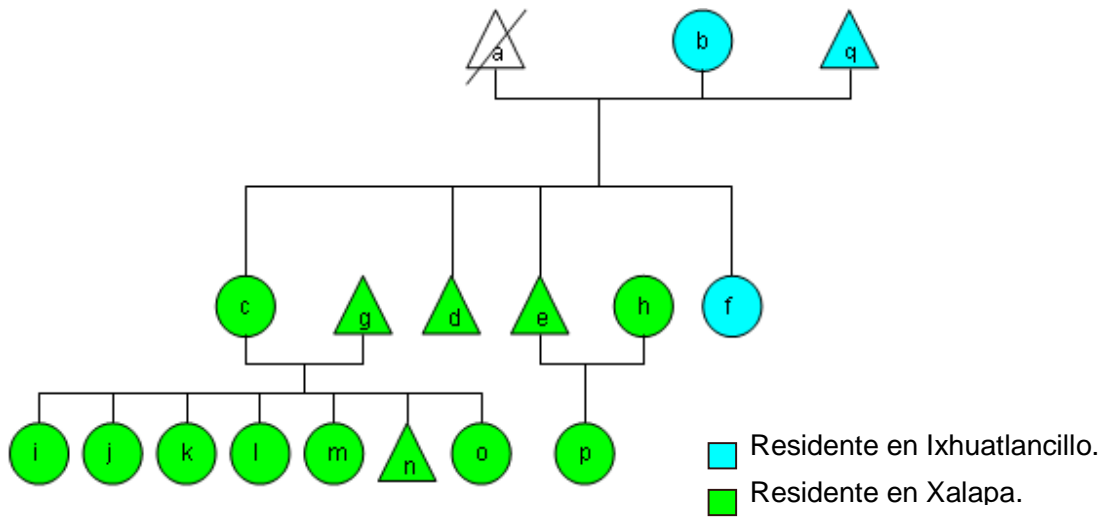 a b q
c g d e h f
i j k l m n o p
Residente en Ixhuatlancillo.
Residente en Xalapa.